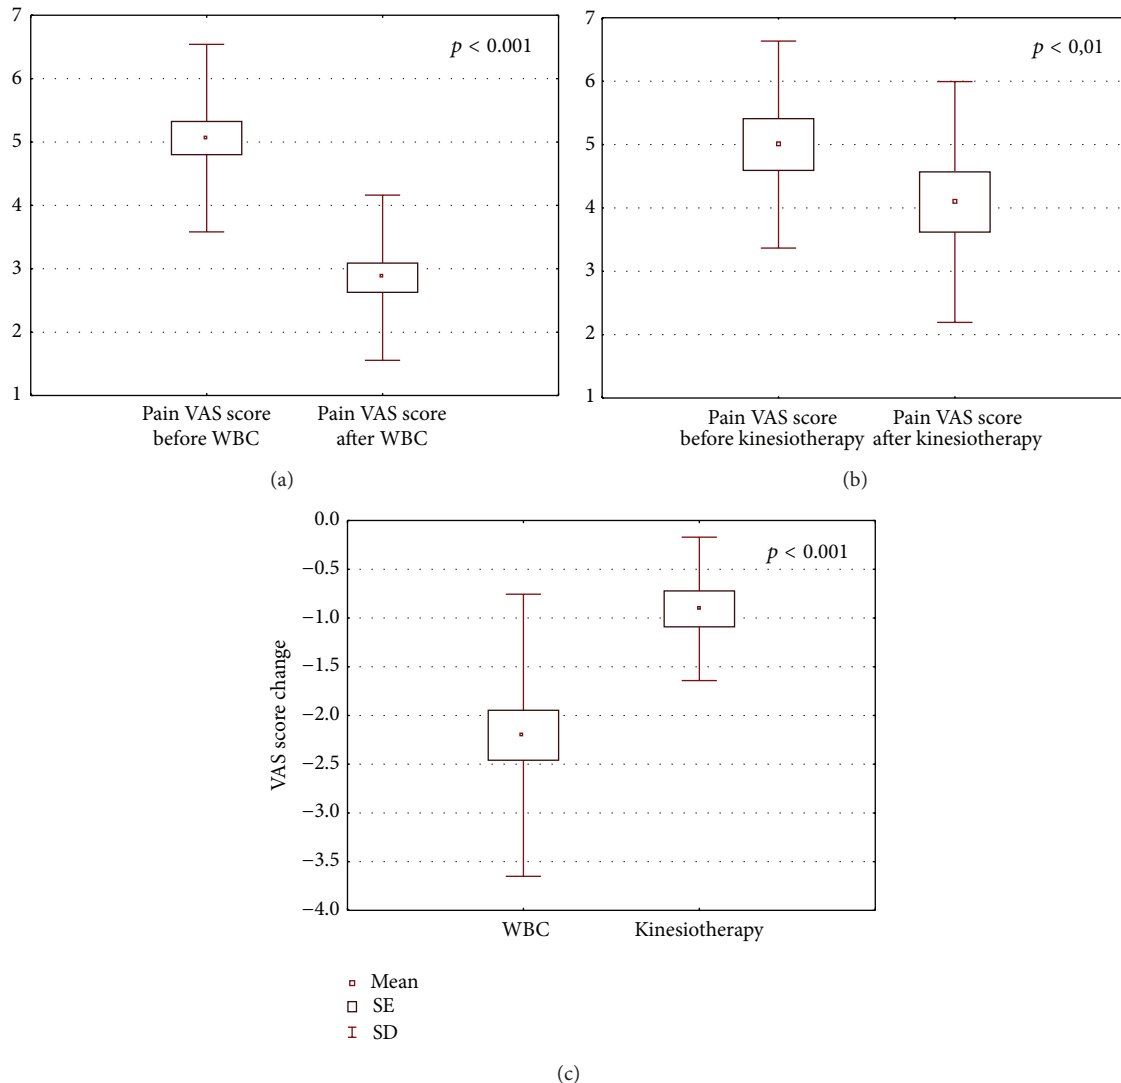 7
6
5
4
3
2
1
p < 0.001
Pain VAS score
before WBC
Pain VAS score
after WBC
(a)
7
6
5
4
3
2
1
p < 0,01
Pain VAS score
before kinesiotherapy
Pain VAS score
after kinesiotherapy
(b)
VAS score change
0.0
−0.5
−1.0
−1.5
−2.0
−2.5
−3.0
−3.5
−4.0
p < 0.001
WBC
Kinesiotherapy
Mean
SE
SD
(c)